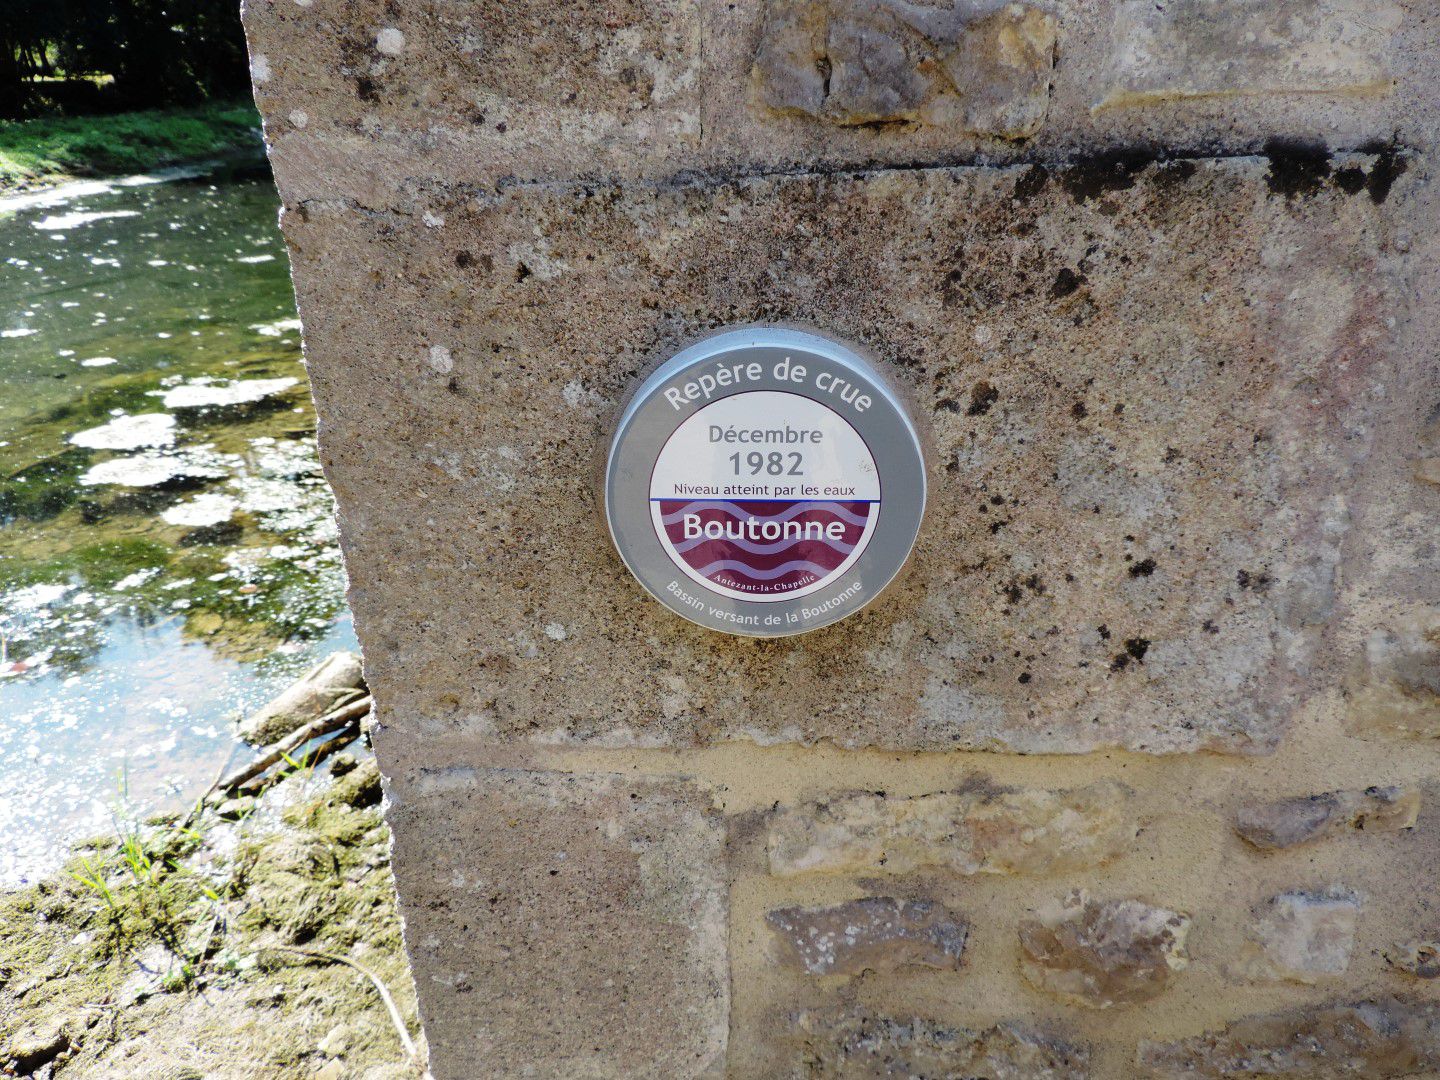 Repère de crue
Décembre
1982
Niveau atteint par les eaux
Boutonne
Antezant-la-Chapelle
Bassin versant de la Boutonne